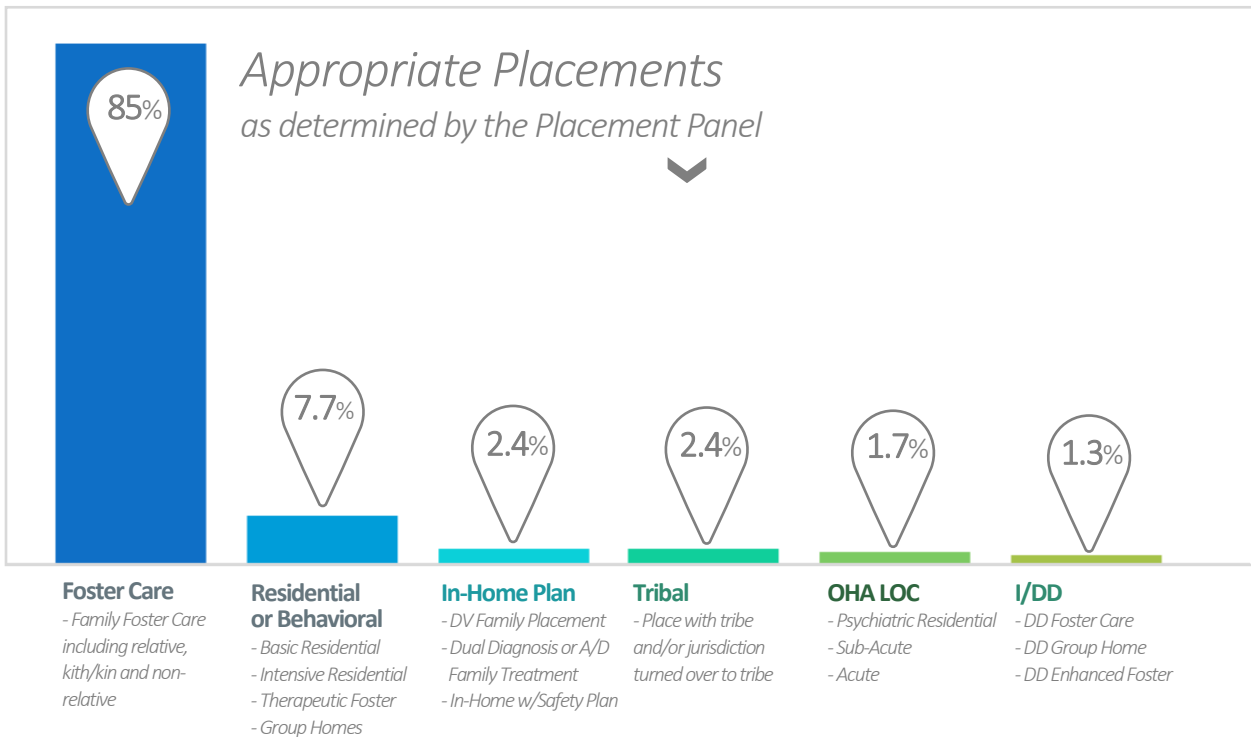 Appropriate Placements
as determined by the Placement Panel
85%
7.7%
2.4%
2.4%
1.7%
1.3%
Foster Care
- Family Foster Care
including relative,
kith/kin and non-
relative
Residential
or Behavioral
- Basic Residential
- Intensive Residential
- Therapeutic Foster
- Group Homes
In-Home Plan
- DV Family Placement
- Dual Diagnosis or A/D
Family Treatment
- In-Home w/Safety Plan
Tribal
- Place with tribe
and/or jurisdiction
turned over to tribe
OHA LOC
- Psychiatric Residential
- Sub-Acute
- Acute
I/DD
- DD Foster Care
- DD Group Home
- DD Enhanced Foster